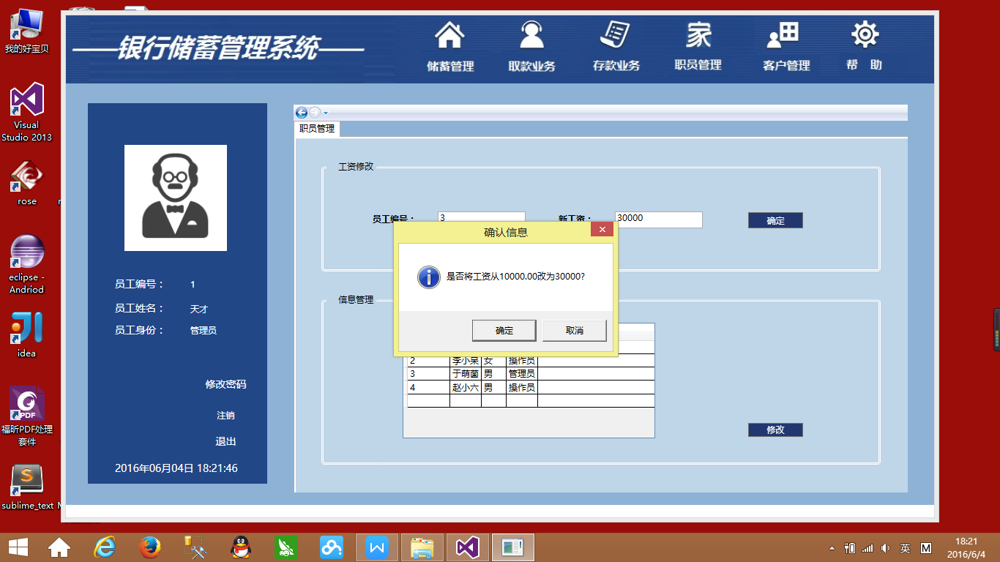 我的好宝贝
Visual
Studio 2013
rose
eclipse -
Andriod
idea
福昕PDF处理
套件
sublime_text
——银行储蓄管理系统——
储蓄管理
取款业务
存款业务
家
职员管理
客户管理
帮 助
员工编号： 1
员工姓名： 天才
员工身份： 管理员
修改密码
注销
退出
2016年06月04日 18:21:46
职员管理
工资修改
员工编号： 3 新工资： 30000 确定
确认信息
是否将工资从10000.00改为30000?
确定 取消
信息管理
2 李小呆 女 操作员
3 于萌菌 男 管理员
4 赵小六 男 操作员
修改
英 M
18:21
2016/6/4